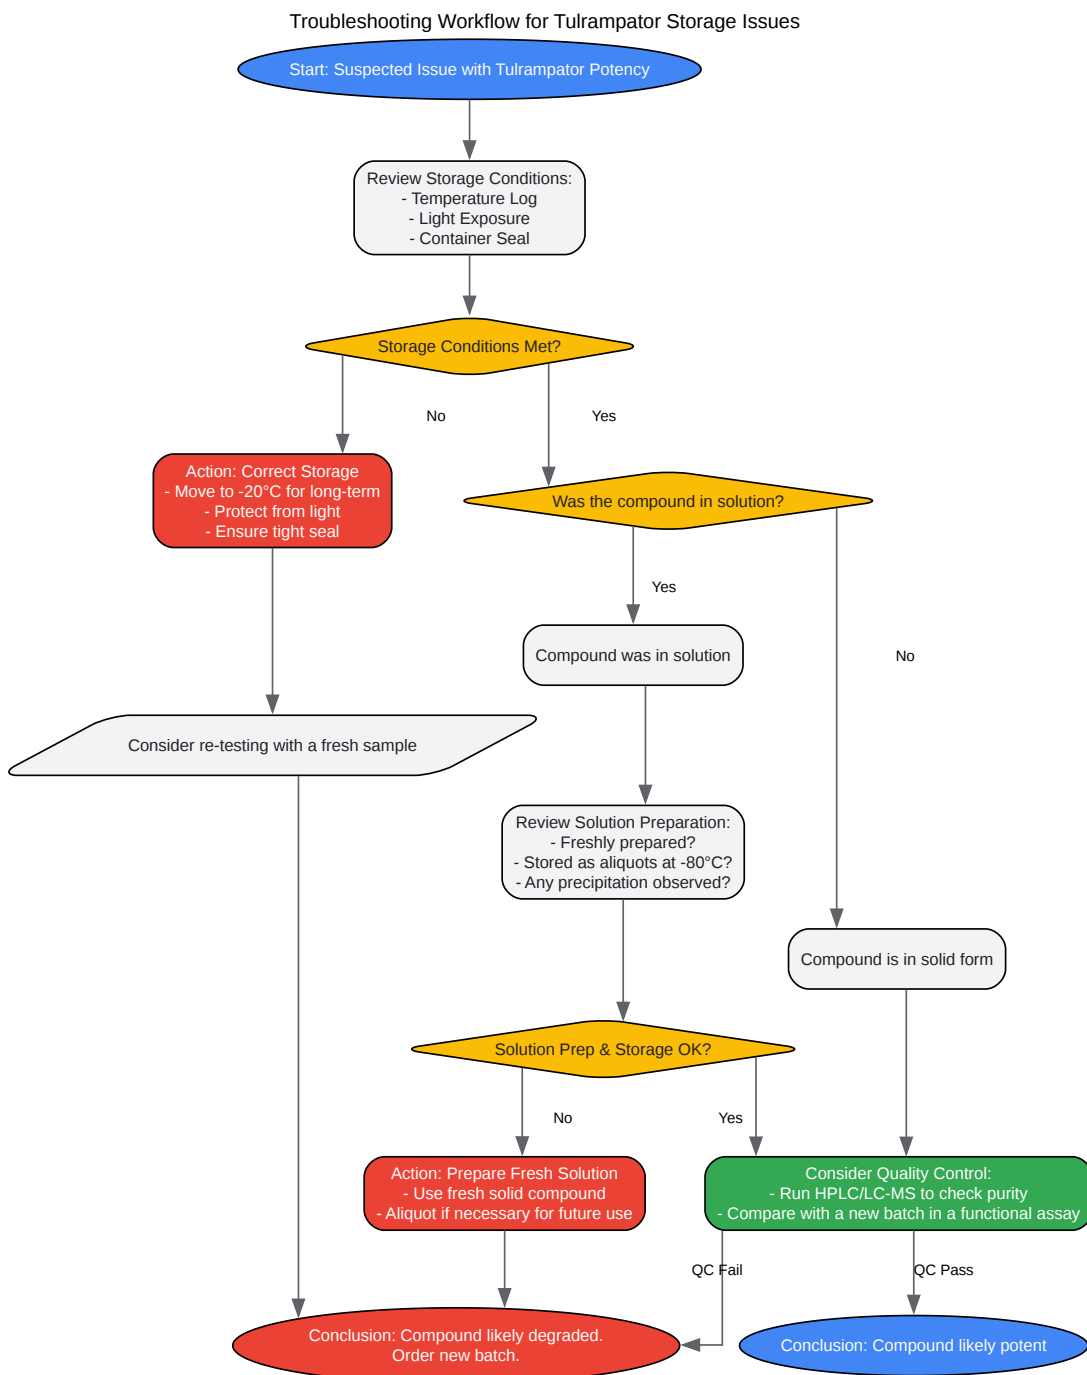 Troubleshooting Workflow for Tulrampator Storage Issues
Start: Suspected Issue with Tulrampator Potency
Review Storage Conditions:
- Temperature Log
- Light Exposure
- Container Seal
Storage Conditions Met?
No
Yes
Action: Correct Storage
- Move to -20°C for long-term
- Protect from light
- Ensure tight seal
Was the compound in solution?
Yes
No
Compound was in solution
Consider re-testing with a fresh sample
Review Solution Preparation:
- Freshly prepared?
- Stored as aliquots at -80°C?
- Any precipitation observed?
Compound is in solid form
Solution Prep & Storage OK?
No
Yes
Action: Prepare Fresh Solution
- Use fresh solid compound
- Aliquot if necessary for future use
Consider Quality Control:
- Run HPLC/LC-MS to check purity
- Compare with a new batch in a functional assay
QC Fail
QC Pass
Conclusion: Compound likely degraded.
Order new batch.
Conclusion: Compound likely potent